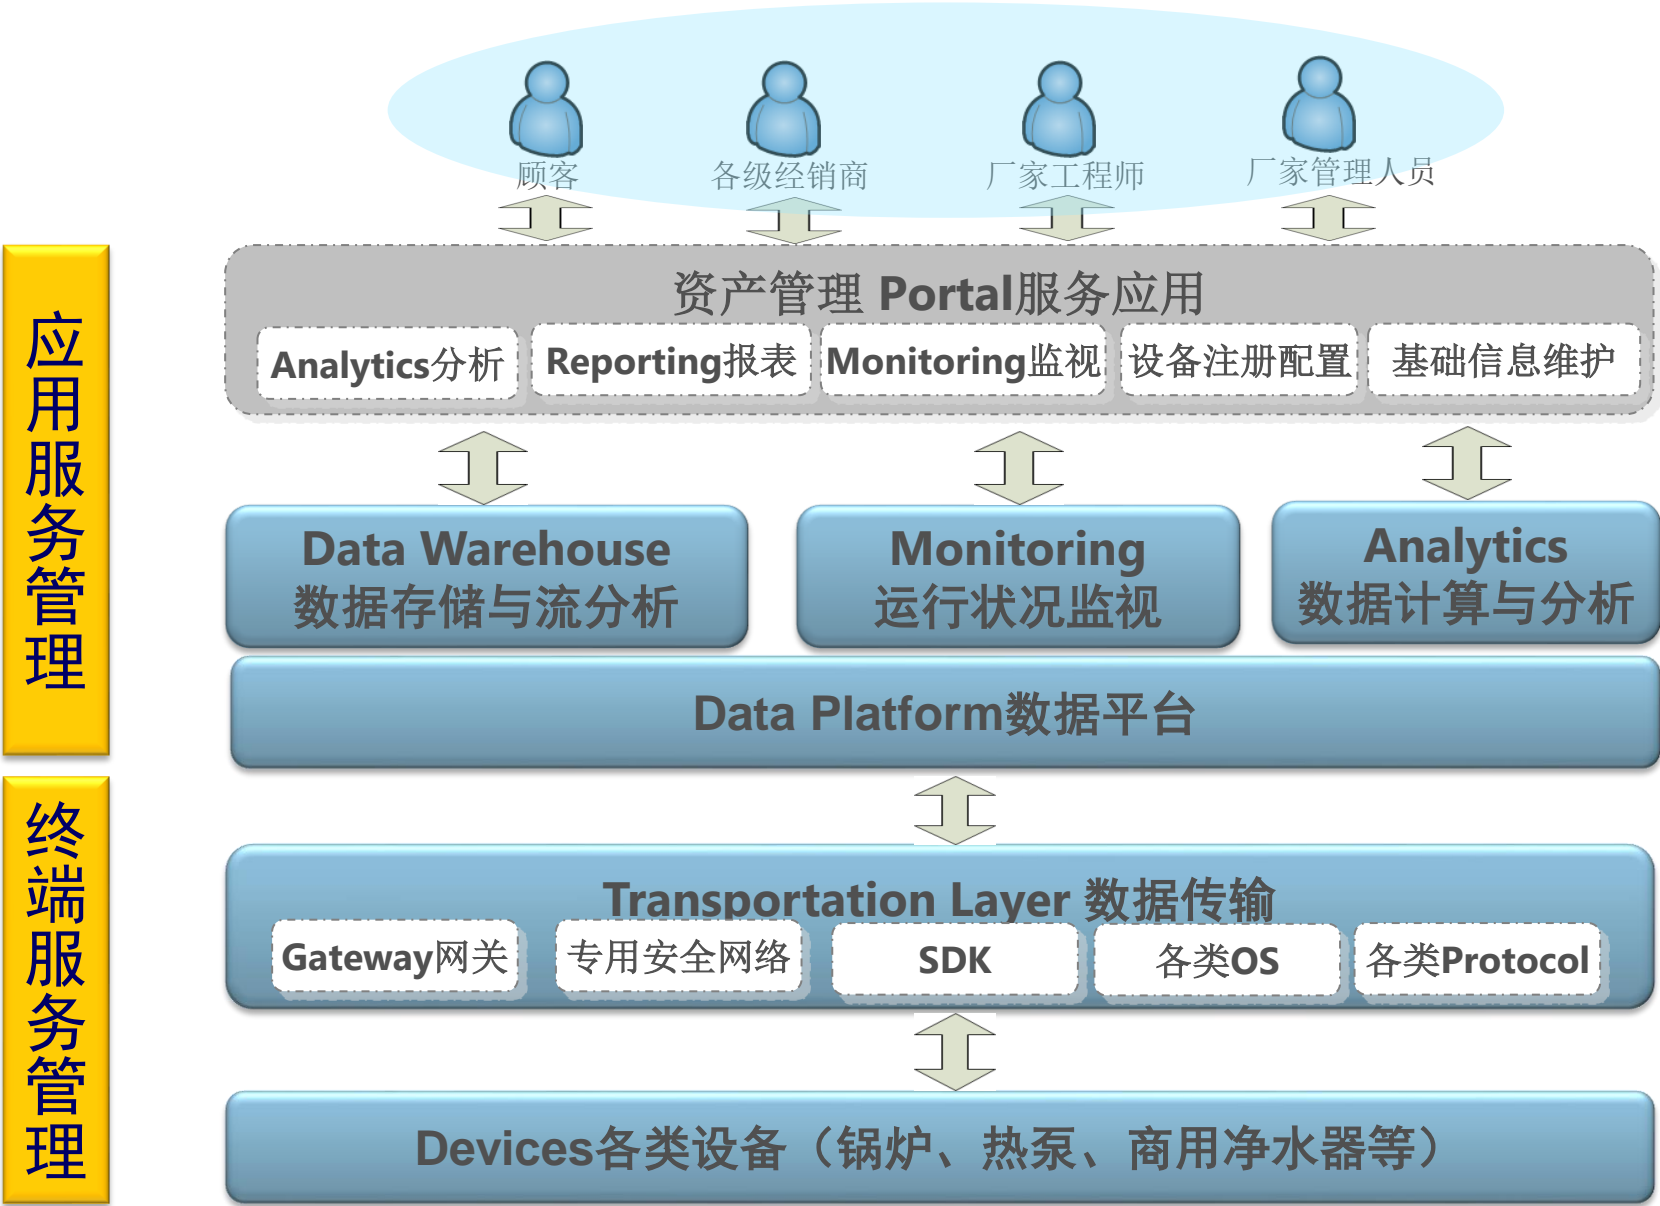 顾客
各级经销商
厂家工程师
厂家管理人员
应用服务管理
资产管理 Portal服务应用
Analytics分析
Reporting报表
Monitoring监视
设备注册配置
基础信息维护
Data Warehouse
数据存储与流分析
Monitoring
运行状况监视
Analytics
数据计算与分析
Data Platform数据平台
终端服务管理
Transportation Layer 数据传输
Gateway网关
专用安全网络
SDK
各类OS
各类Protocol
Devices各类设备（锅炉、热泵、商用净水器等）